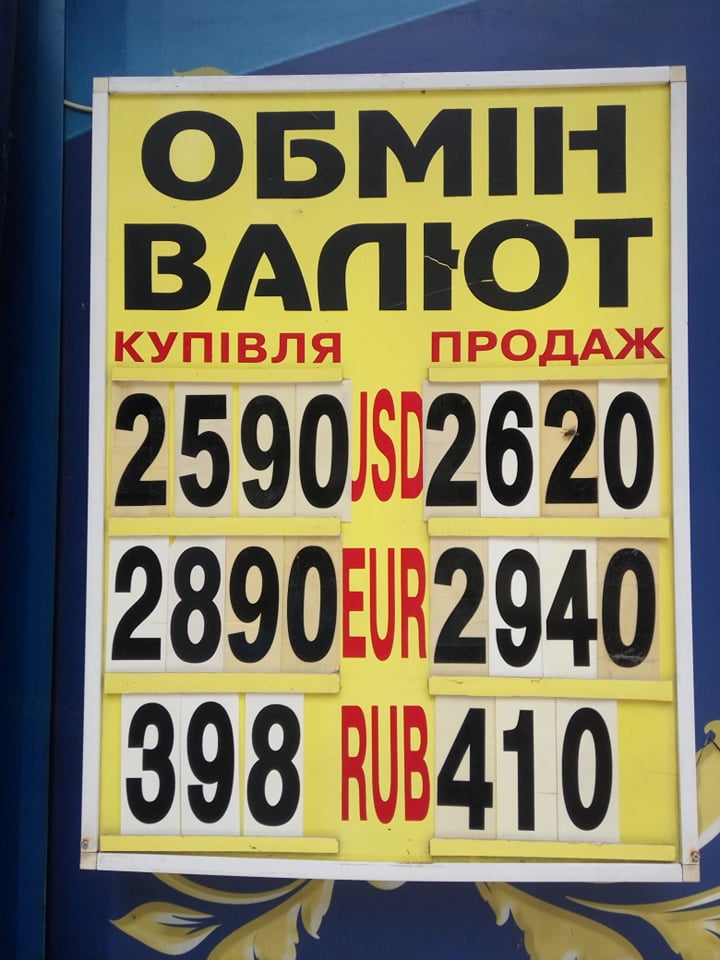 ОБМІН
ВАЛЮТ
КУПІВЛЯ ПРОДАЖ
2590 USD 2620
2890 EUR 2940
398 RUB 410